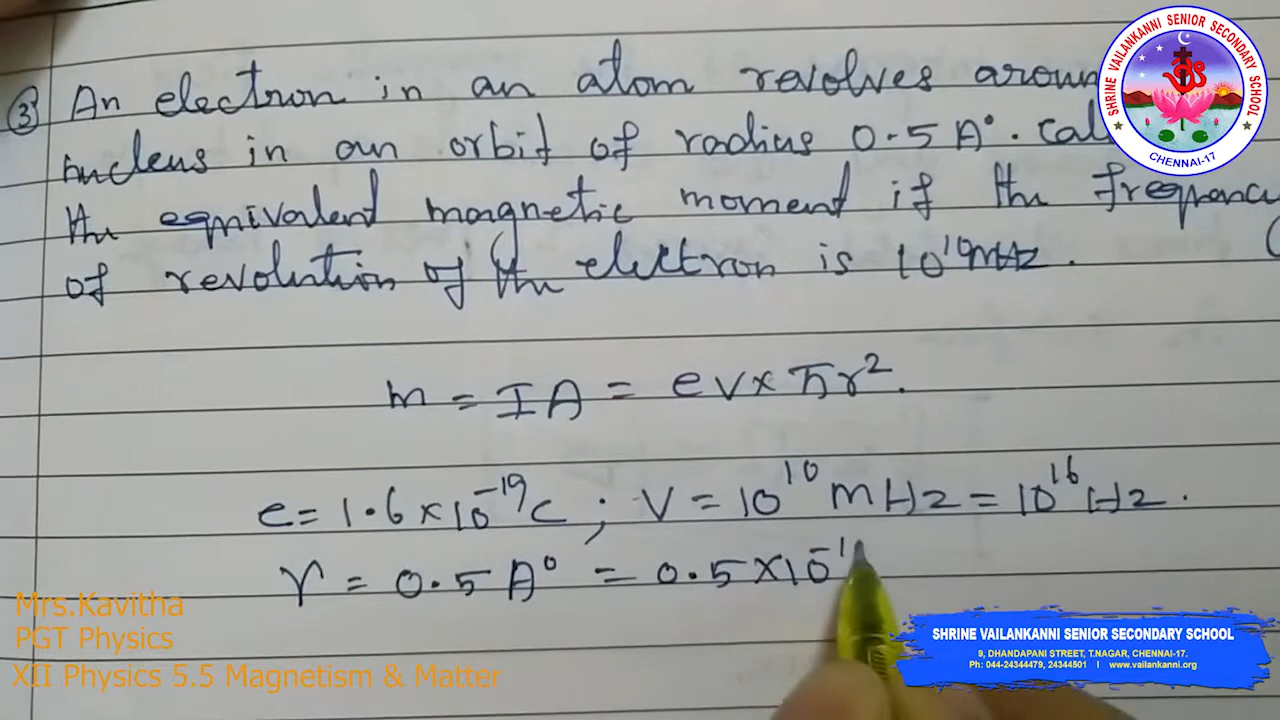 ③ An electron in an atom revolves aroun
nucleus in an orbit of radius 0.5 A°. Cal
the equivalent magnetic moment if the frequency
of revolution of the electron is 10¹⁰MHz.
m = IA = eν × πr².
e = 1.6×10⁻¹⁹C ; ν = 10¹⁰ MHz = 10¹⁶ Hz.
r = 0.5 A° = 0.5×10⁻¹
SHRINE VAILANKANNI SENIOR SECONDARY SCHOOL
CHENNAI-17
Mrs.Kavitha
PGT Physics
XII Physics 5.5 Magnetism & Matter
SHRINE VAILANKANNI SENIOR SECONDARY SCHOOL
9, DHANDAPANI STREET, T.NAGAR, CHENNAI-17.
Ph: 044-24344479, 24344501 I www.vailankanni.org